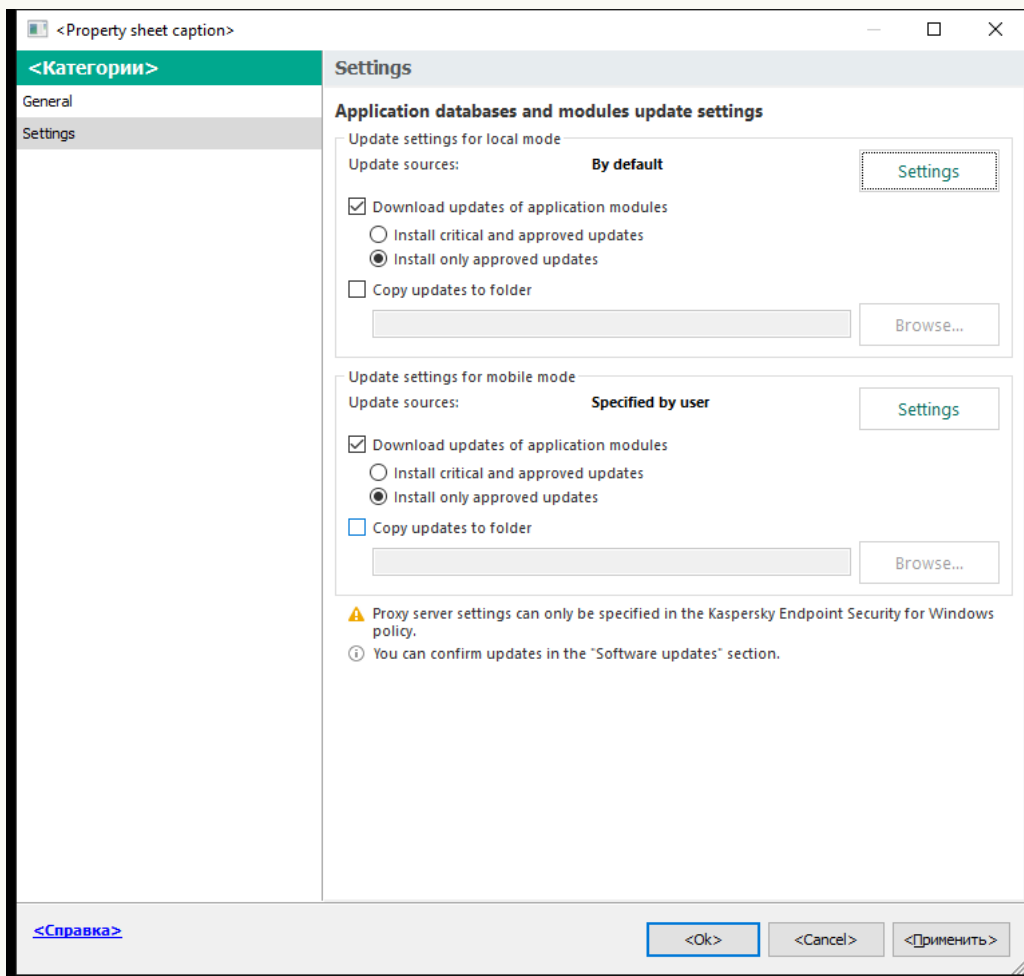 <Property sheet caption>
<Категории>
General
Settings
Settings
Application databases and modules update settings
Update settings for local mode
Update sources: By default
Settings
Download updates of application modules
Install critical and approved updates
Install only approved updates
Copy updates to folder
Browse...
Update settings for mobile mode
Update sources: Specified by user
Settings
Download updates of application modules
Install critical and approved updates
Install only approved updates
Copy updates to folder
Browse...
Proxy server settings can only be specified in the Kaspersky Endpoint Security for Windows
policy.
You can confirm updates in the "Software updates" section.
<Справка>
<Ok> <Cancel> <Применить>